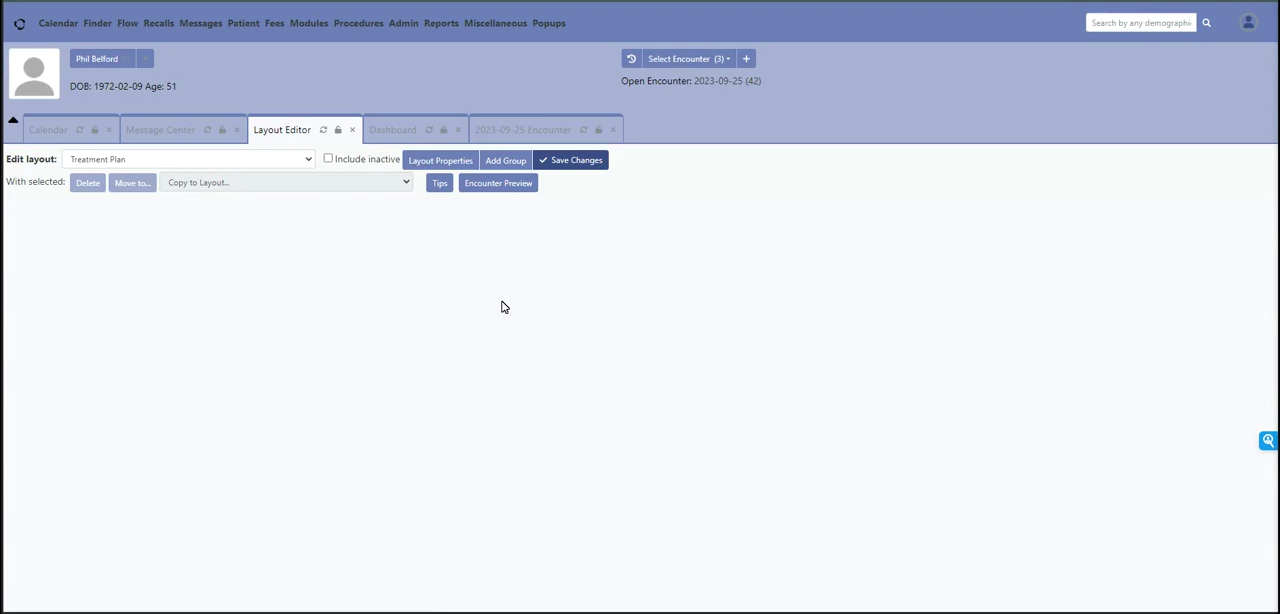 Calendar Finder Flow Recalls Messages Patient Fees Modules Procedures Admin Reports Miscellaneous Popups
Search by any demographi
Phil Belford
Select Encounter (3)
DOB: 1972-02-09 Age: 51
Open Encounter: 2023-09-25 (42)
Calendar Message Center Layout Editor Dashboard 2023-09-25 Encounter
Edit layout: Treatment Plan Include inactive Layout Properties Add Group Save Changes
With selected: Delete Move to... Copy to Layout... Tips Encounter Preview